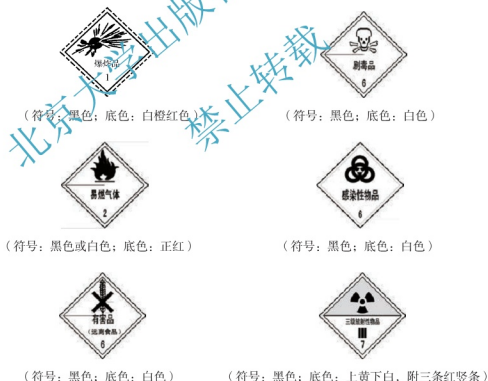 爆炸品
1
剧毒品
6
(符号：黑色；底色：白橙红色)
(符号：黑色；底色：白色)
易燃气体
2
感染性物品
6
(符号：黑色或白色；底色：正红)
(符号：黑色；底色：白色)
有害品
(远离食品)
6
三级放射性物品
III
7
(符号：黑色；底色：白色)
(符号：黑色；底色：上黄下白，附三条红竖条)
北京大学出版
禁止转载